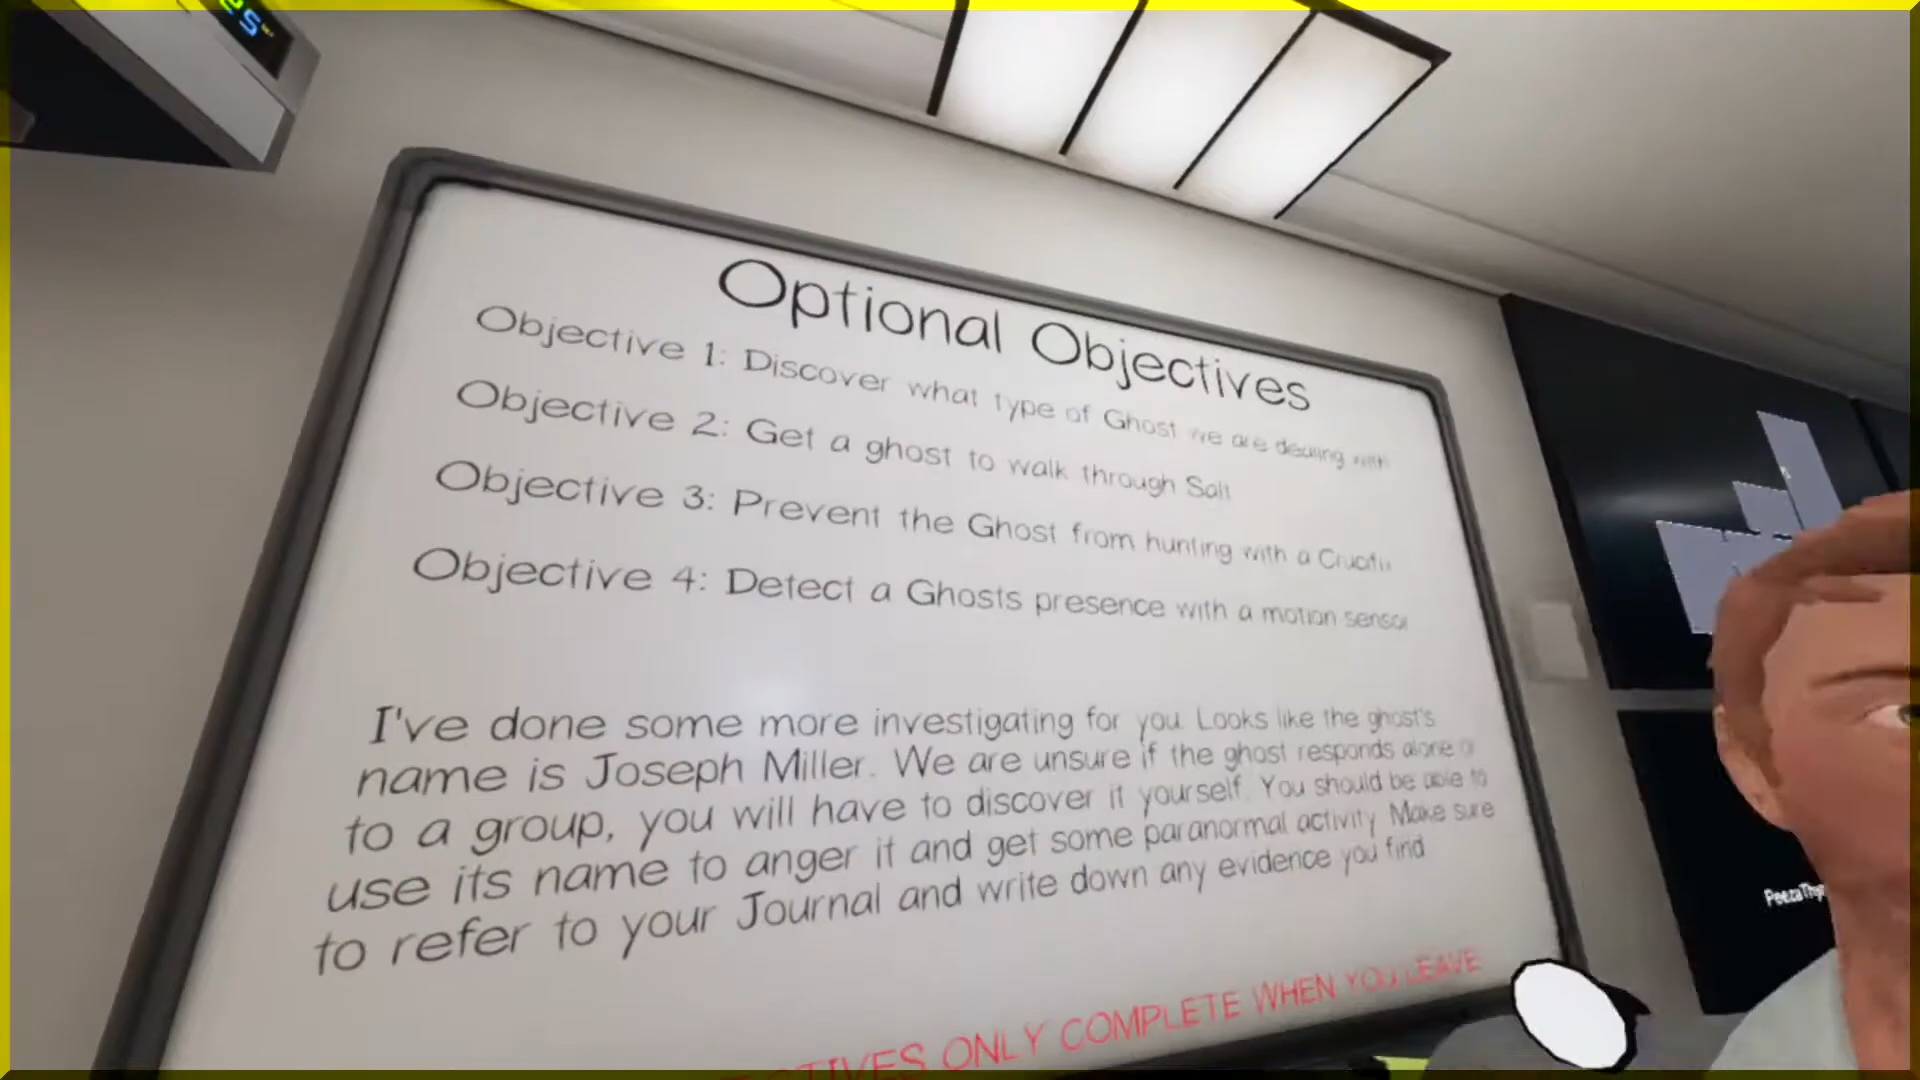 Optional Objectives
Objective 1: Discover what type of Ghost we are dealing with
Objective 2: Get a ghost to walk through Salt
Objective 3: Prevent the Ghost from hunting with a
Objective 4: Detect a Ghosts presence with a motion sensor
I've done some more investigating for you. Looks like the ghost's
name is Joseph Miller. We are unsure if the ghost responds alone or
to a group, you will have to discover it yourself. You should be able to
use its name to anger it and get some paranormal activity. Make sure
to refer to your Journal and write down any evidence you find
ONLY COMPLETE WHEN YOU LEAVE